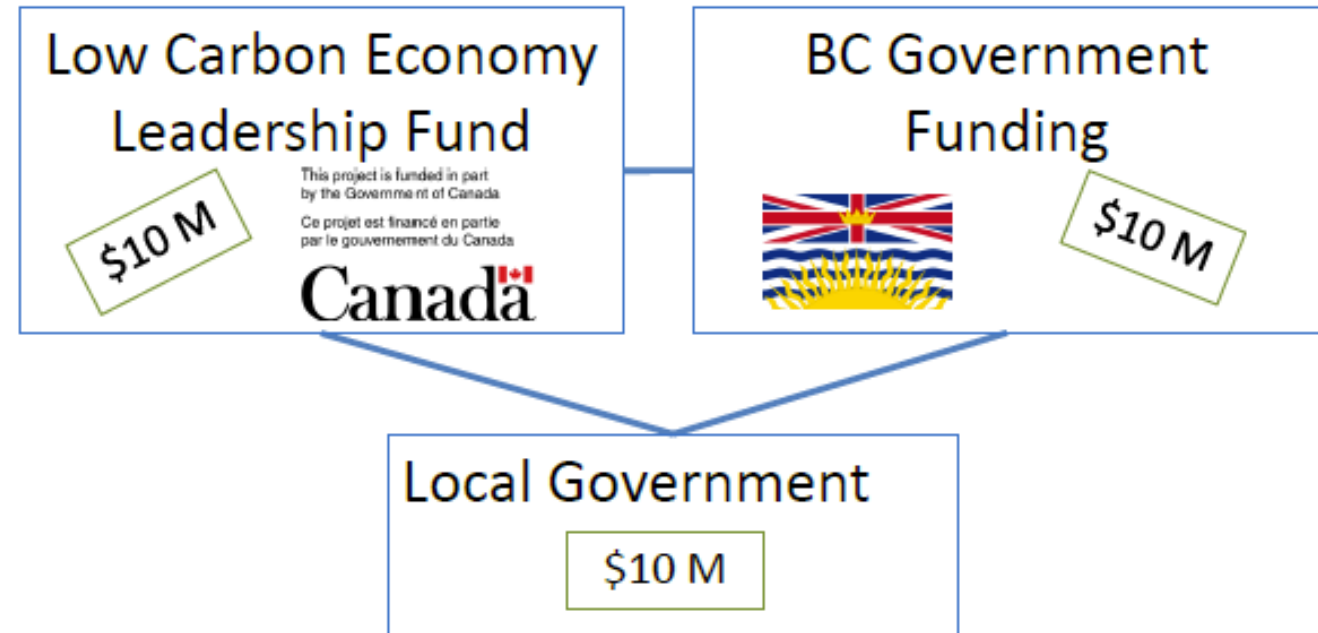 Low Carbon Economy
Leadership Fund
This project is funded in part
by the Government of Canada
Ce projet est financé en partie
par le gouvernement du Canada
$10 M
Canada
BC Government
Funding
$10 M
Local Government
$10 M